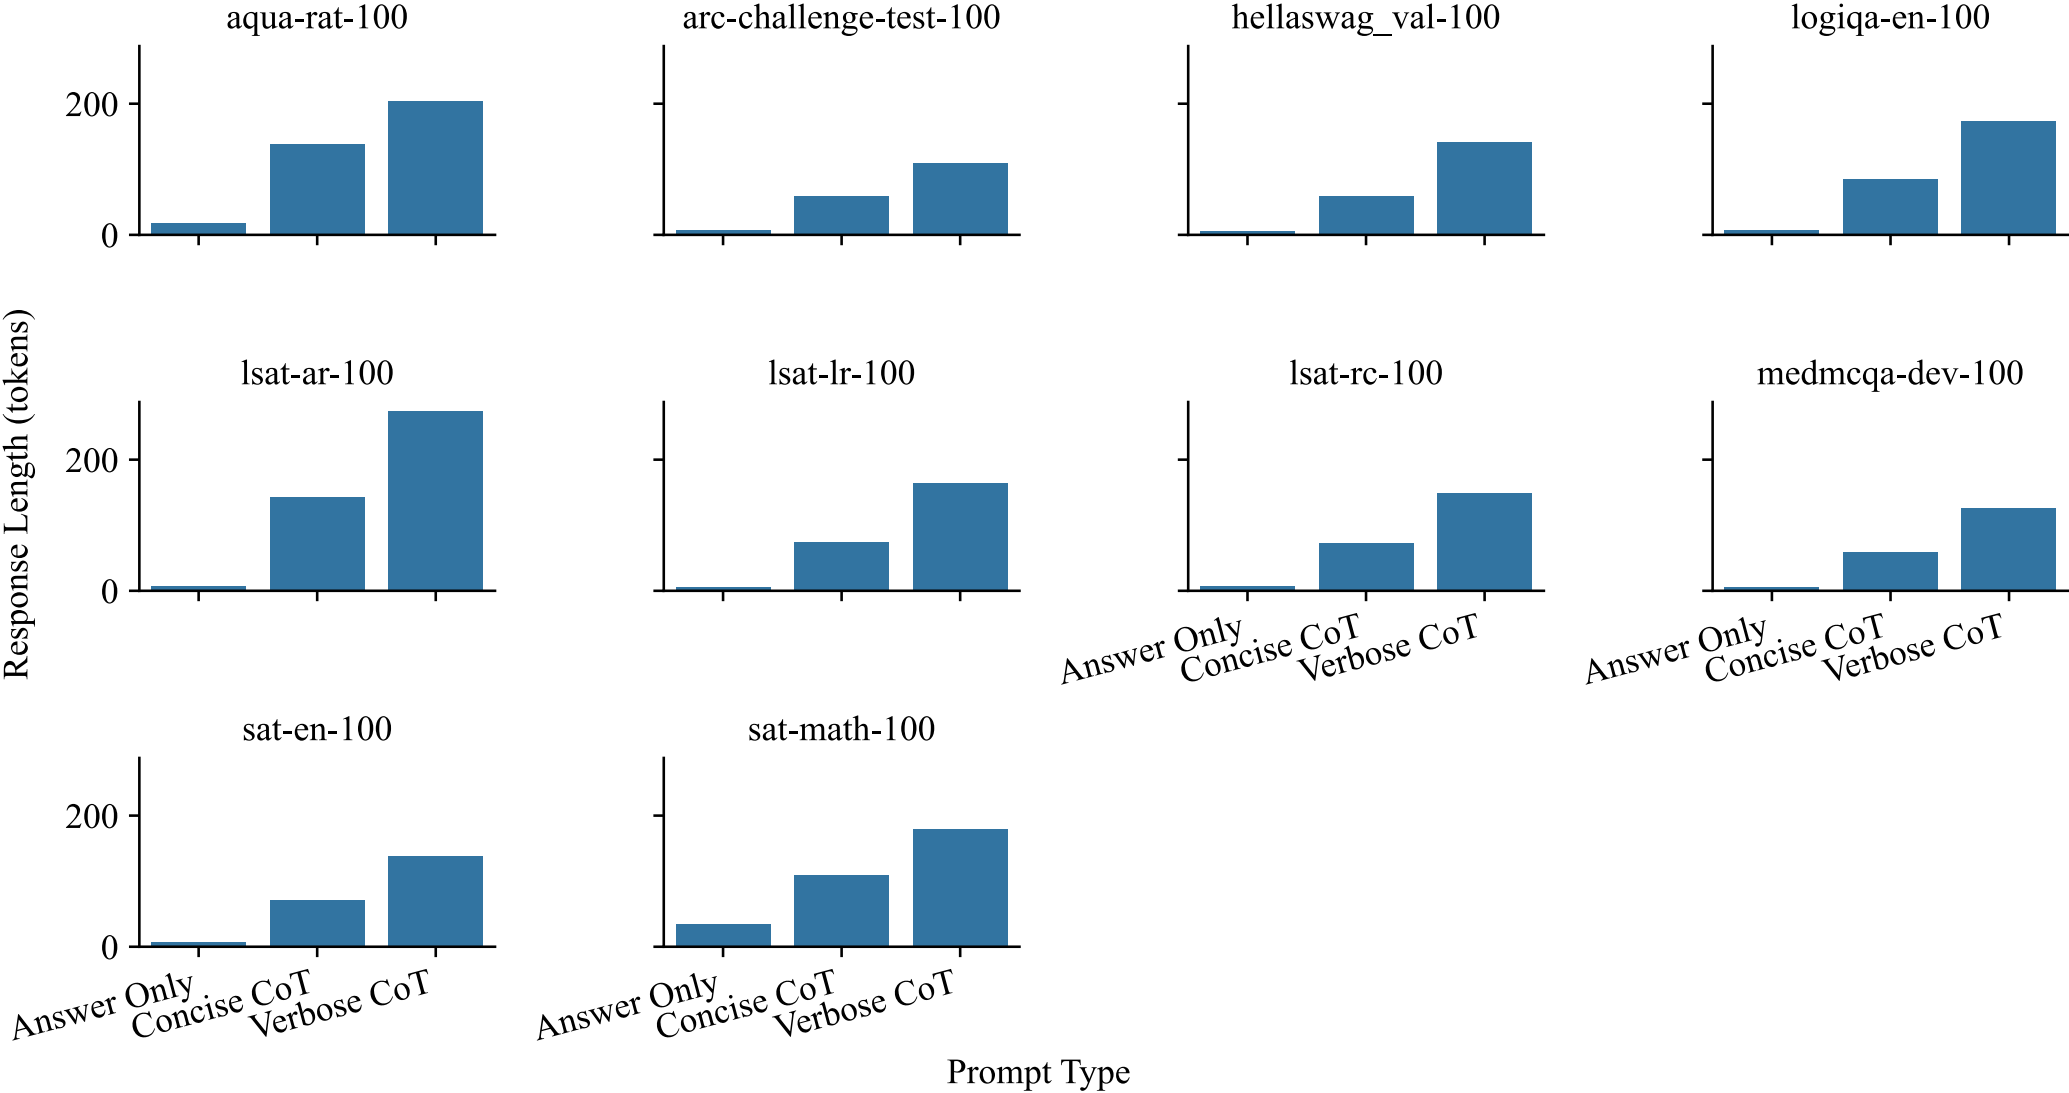 aqua-rat-100
arc-challenge-test-100
hellaswag_val-100
logiqa-en-100
200
0
Response Length (tokens)
lsat-ar-100
lsat-lr-100
lsat-rc-100
medmcqa-dev-100
200
0
Answer Only
Concise CoT
Verbose CoT
Answer Only
Concise CoT
Verbose CoT
sat-en-100
sat-math-100
200
0
Answer Only
Concise CoT
Verbose CoT
Answer Only
Concise CoT
Verbose CoT
Prompt Type